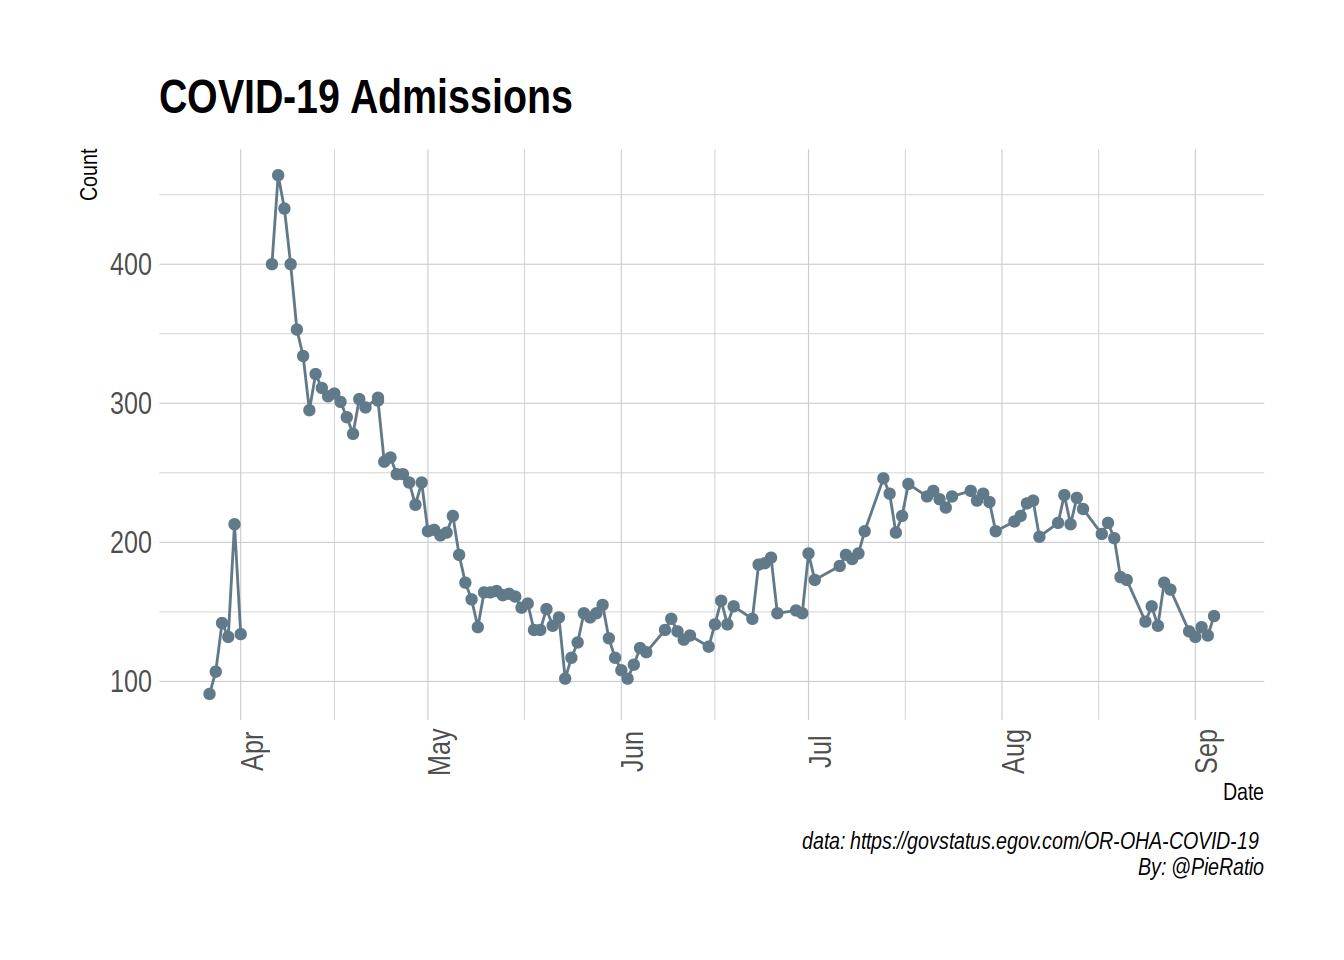 COVID-19 Admissions
Count
400
300
200
100
Apr
May
Jun
Jul
Aug
Sep
Date
data: https://govstatus.egov.com/OR-OHA-COVID-19
By: @PieRatio